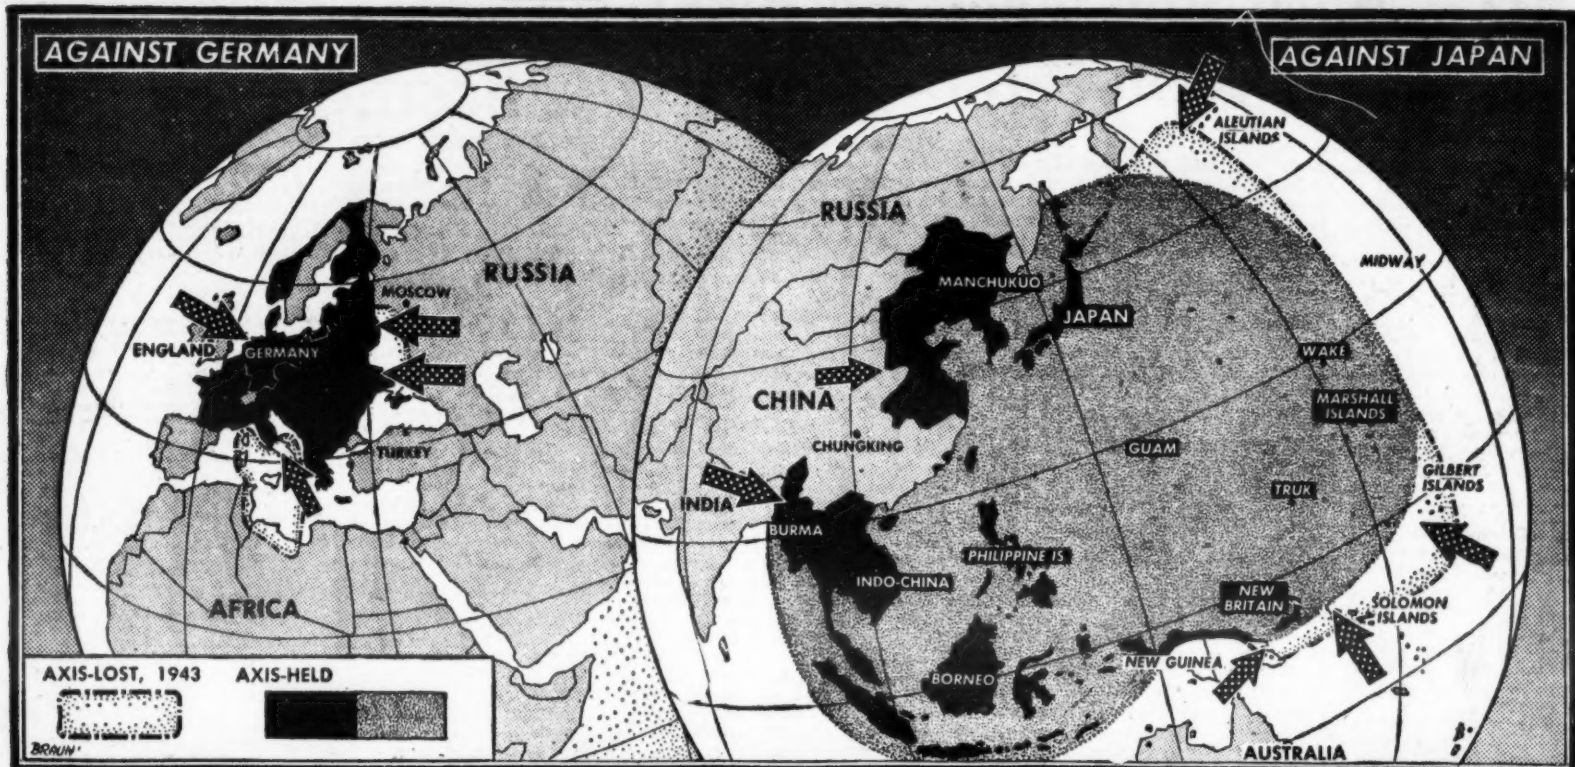 AGAINST GERMANY
RUSSIA
MOSCOW
ENGLAND
GERMANY
TURKEY
AFRICA
AXIS-LOST, 1943
AXIS-HELD
BRAUN
AGAINST JAPAN
ALEUTIAN
ISLANDS
RUSSIA
MIDWAY
MANCHUKUO
JAPAN
WAKE
CHINA
MARSHALL
ISLANDS
CHUNGKING
GUAM
GILBERT
ISLANDS
TRUK
INDIA
BURMA
PHILIPPINE IS
INDO-CHINA
NEW
BRITAIN
SOLOMON
ISLANDS
NEW GUINEA
BORNEO
AUSTRALIA